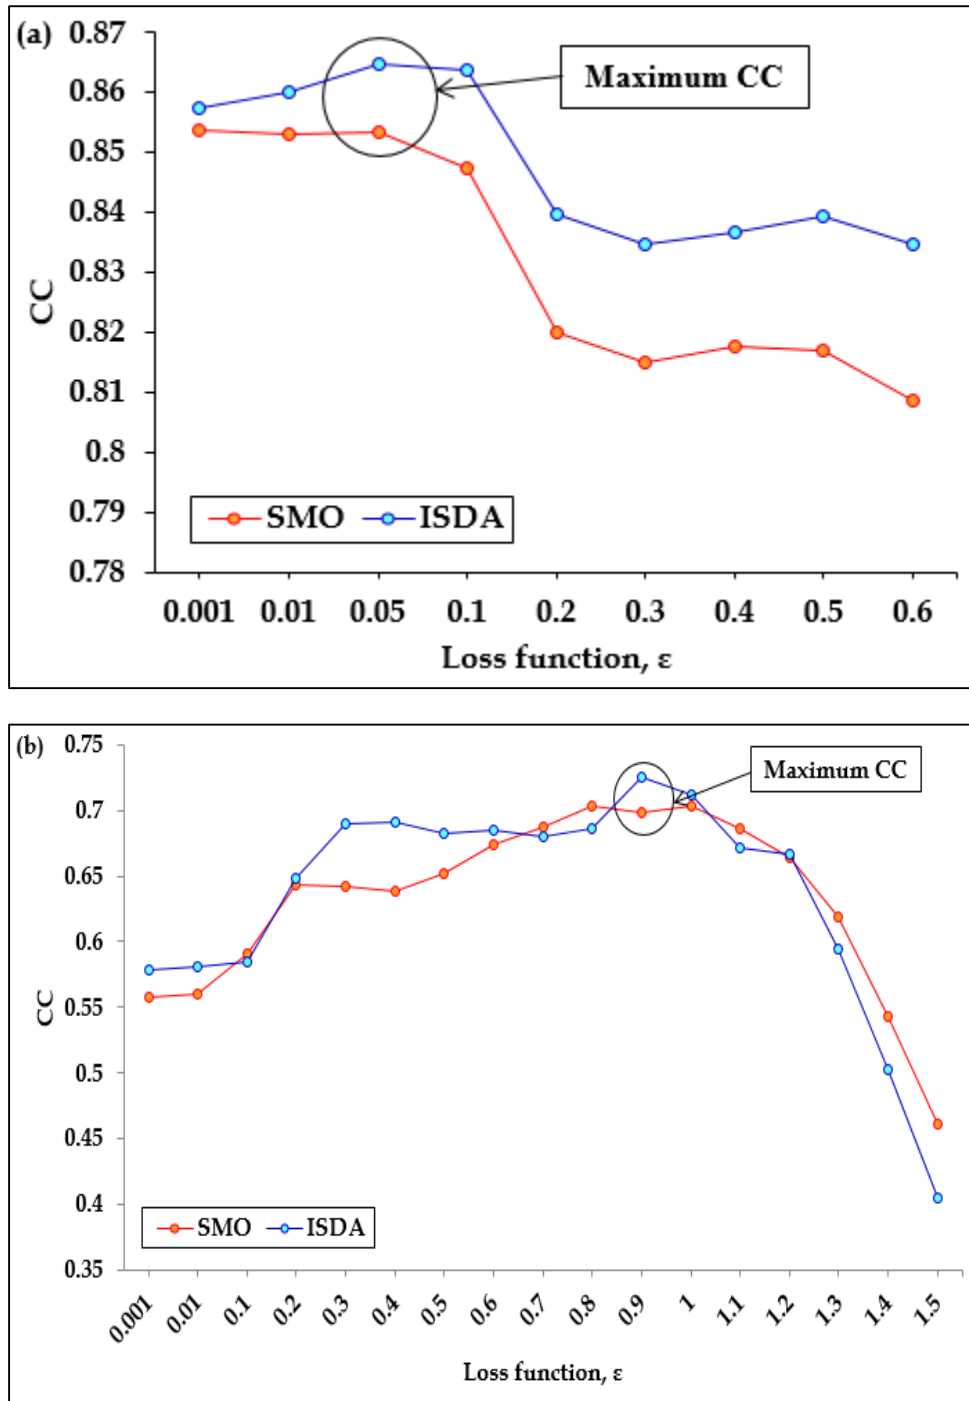 (a)
0.87
0.86
0.85
0.84
0.83
0.82
0.81
0.8
0.79
0.78
CC
Maximum CC
SMO ISDA
0.001 0.01 0.05 0.1 0.2 0.3 0.4 0.5 0.6
Loss function, ε
(b)
0.75
0.7
0.65
0.6
0.55
0.5
0.45
0.4
0.35
CC
Maximum CC
SMO ISDA
0.001 0.01 0.1 0.2 0.3 0.4 0.5 0.6 0.7 0.8 0.9 1 1.1 1.2 1.3 1.4 1.5
Loss function, ε